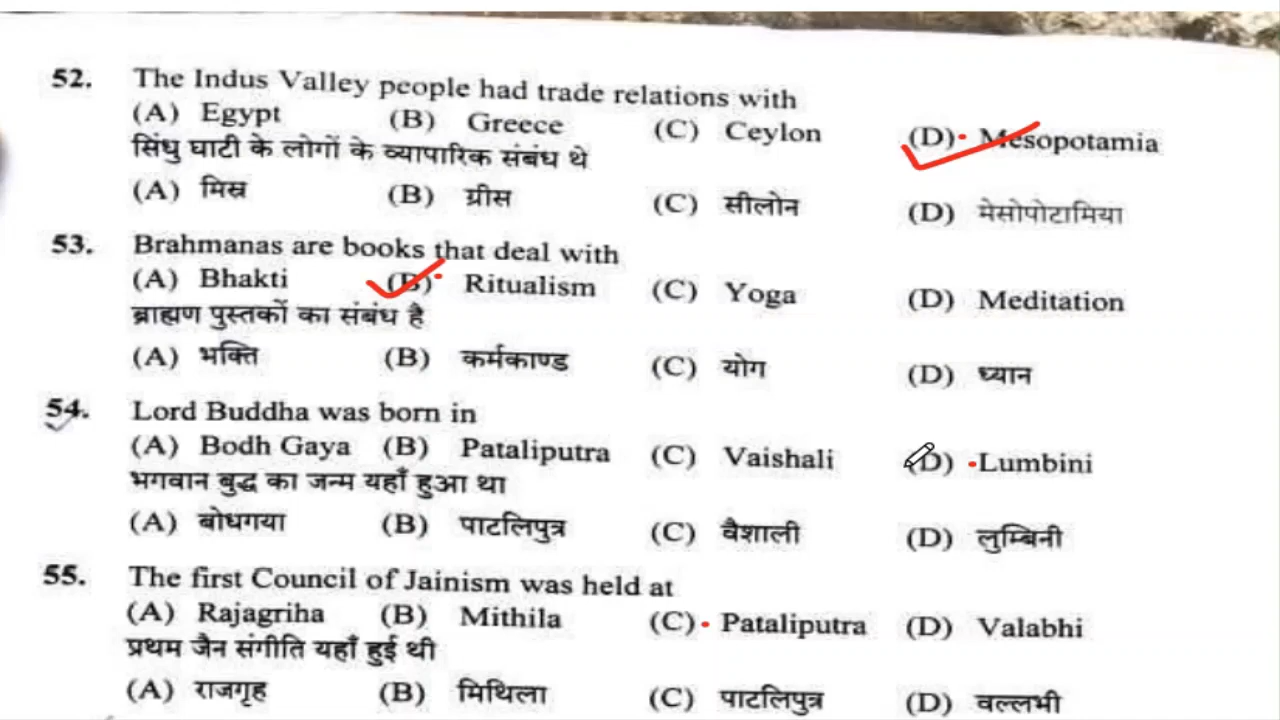 52. The Indus Valley people had trade relations with
(A) Egypt (B) Greece (C) Ceylon (D) Mesopotamia
सिंधु घाटी के लोगों के व्यापारिक संबंध थे
(A) मिस्र (B) ग्रीस (C) सीलोन (D) मेसोपोटामिया
53. Brahmanas are books that deal with
(A) Bhakti (B) Ritualism (C) Yoga (D) Meditation
ब्राह्मण पुस्तकों का संबंध है
(A) भक्ति (B) कर्मकाण्ड (C) योग (D) ध्यान
54. Lord Buddha was born in
(A) Bodh Gaya (B) Pataliputra (C) Vaishali (D) Lumbini
भगवान बुद्ध का जन्म यहाँ हुआ था
(A) बोधगया (B) पाटलिपुत्र (C) वैशाली (D) लुम्बिनी
55. The first Council of Jainism was held at
(A) Rajagriha (B) Mithila (C) Pataliputra (D) Valabhi
प्रथम जैन संगीति यहाँ हुई थी
(A) राजगृह (B) मिथिला (C) पाटलिपुत्र (D) वल्लभी